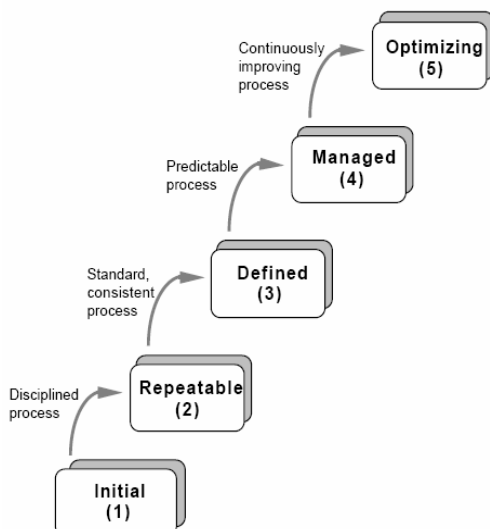 Continuously
improving
process
Optimizing
(5)
Predictable
process
Managed
(4)
Standard,
consistent
process
Defined
(3)
Disciplined
process
Repeatable
(2)
Initial
(1)